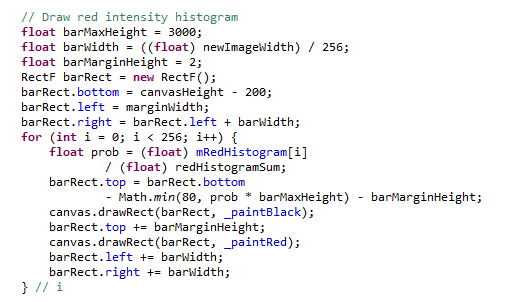 // Draw red intensity histogram
float barMaxHeight = 3000;
float barWidth = ((float) newImageWidth) / 256;
float barMarginHeight = 2;
RectF barRect = new RectF();
barRect.bottom = canvasHeight - 200;
barRect.left = marginWidth;
barRect.right = barRect.left + barWidth;
for (int i = 0; i < 256; i++) {
    float prob = (float) mRedHistogram[i]
            / (float) redHistogramSum;
    barRect.top = barRect.bottom
            - Math.min(80, prob * barMaxHeight) - barMarginHeight;
    canvas.drawRect(barRect, _paintBlack);
    barRect.top += barMarginHeight;
    canvas.drawRect(barRect, _paintRed);
    barRect.left += barWidth;
    barRect.right += barWidth;
} // i